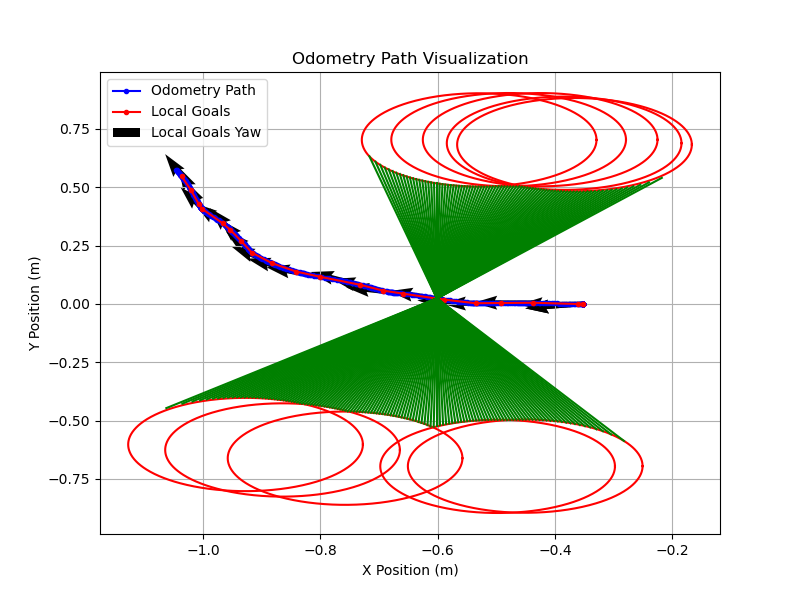 Odometry Path Visualization
Odometry Path
Local Goals
Local Goals Yaw
Y Position (m)
0.75
0.50
0.25
0.00
−0.25
−0.50
−0.75
−1.0
−0.8
−0.6
−0.4
−0.2
X Position (m)